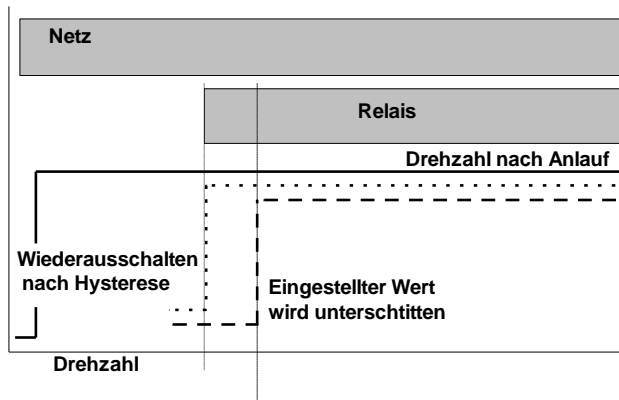 Netz
Relais
Drehzahl nach Anlauf
Wiederausschalten
nach Hysterese
Eingestellter Wert
wird unterschtitten
Drehzahl